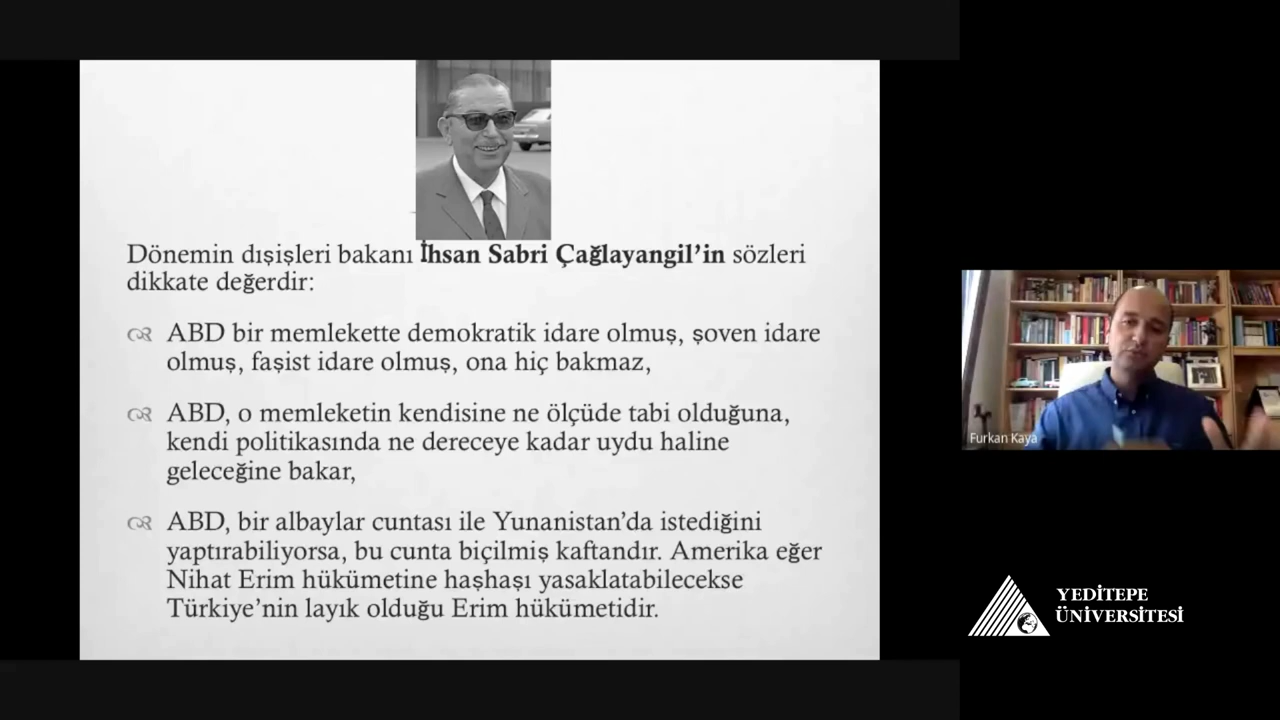 Dönemin dışişleri bakanı İhsan Sabri Çağlayangil’in sözleri
dikkate değerdir:
ABD bir memlekette demokratik idare olmuş, şoven idare
olmuş, faşist idare olmuş, ona hiç bakmaz,
ABD, o memleketin kendisine ne ölçüde tabi olduğuna,
kendi politikasında ne dereceye kadar uydu haline
geleceğine bakar,
ABD, bir albaylar cuntası ile Yunanistan’da istediğini
yaptırabiliyorsa, bu cunta biçilmiş kaftandır. Amerika eğer
Nihat Erim hükümetine haşhaşı yasaklatabilecekse
Türkiye’nin layık olduğu Erim hükümetidir.
Furkan Kaya
YEDİTEPE
ÜNİVERSİTESİ